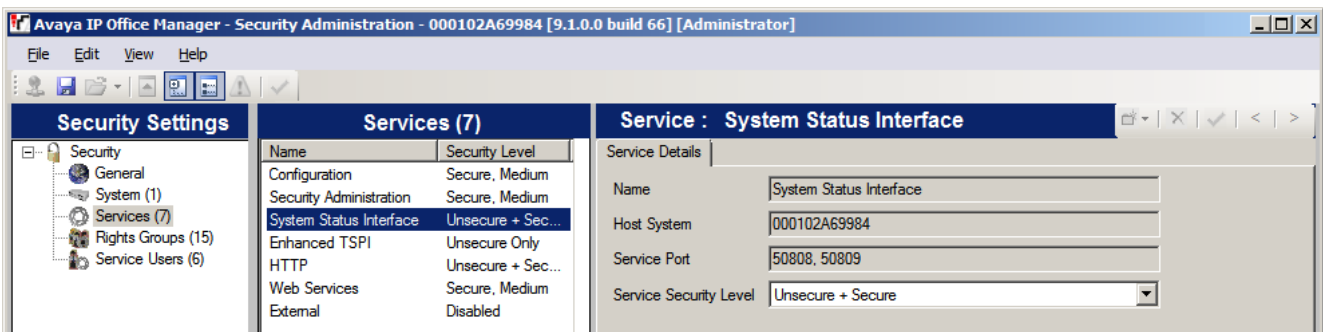 Avaya IP Office Manager - Security Administration - 000102A69984 [9.1.0.0 build 66] [Administrator]
File Edit View Help
Security Settings
Security
General
System (1)
Services (7)
Rights Groups (15)
Service Users (6)
Services (7)
Name Security Level
Configuration Secure, Medium
Security Administration Secure, Medium
System Status Interface Unsecure + Sec...
Enhanced TSPI Unsecure Only
HTTP Unsecure + Sec...
Web Services Secure, Medium
External Disabled
Service : System Status Interface
Service Details
Name System Status Interface
Host System 000102A69984
Service Port 50808, 50809
Service Security Level Unsecure + Secure